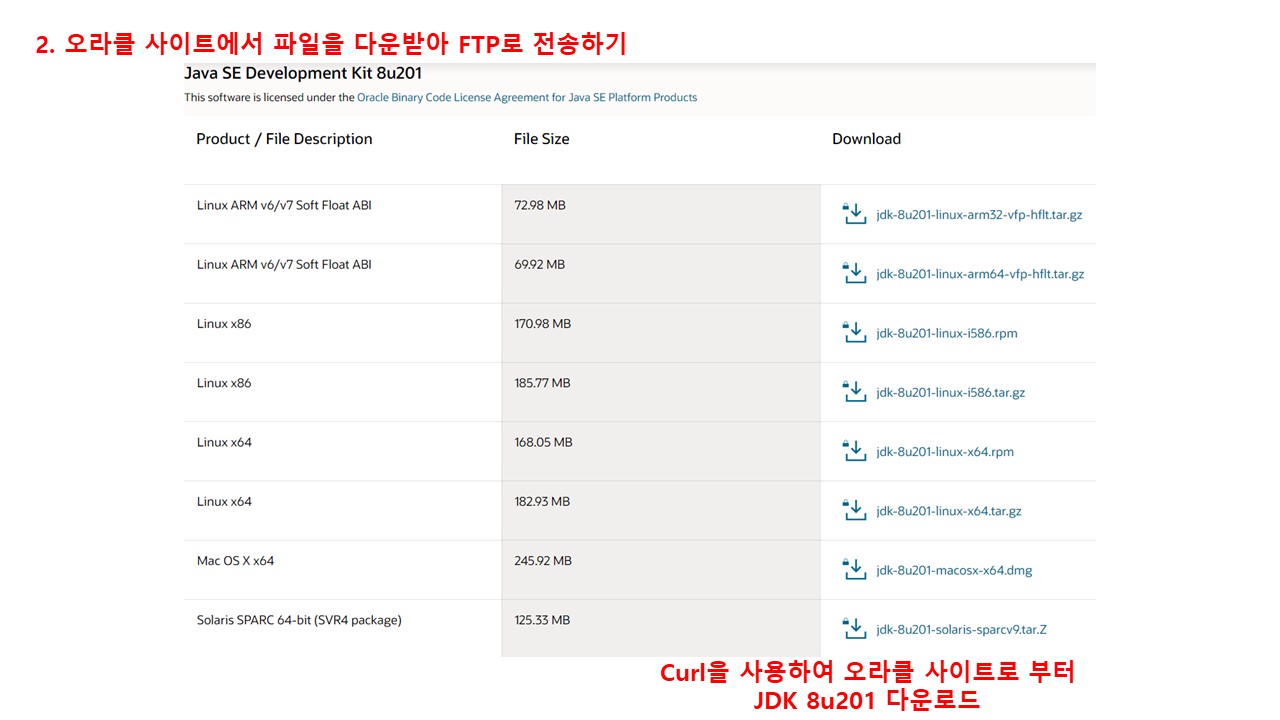 2. 오라클 사이트에서 파일을 다운받아 FTP로 전송하기
Java SE Development Kit 8u201
This software is licensed under the Oracle Binary Code License Agreement for Java SE Platform Products
Product / File Description File Size Download
Linux ARM v6/v7 Soft Float ABI 72.98 MB jdk-8u201-linux-arm32-vfp-hflt.tar.gz
Linux ARM v6/v7 Soft Float ABI 69.92 MB jdk-8u201-linux-arm64-vfp-hflt.tar.gz
Linux x86 170.98 MB jdk-8u201-linux-i586.rpm
Linux x86 185.77 MB jdk-8u201-linux-i586.tar.gz
Linux x64 168.05 MB jdk-8u201-linux-x64.rpm
Linux x64 182.93 MB jdk-8u201-linux-x64.tar.gz
Mac OS X x64 245.92 MB jdk-8u201-macosx-x64.dmg
Solaris SPARC 64-bit (SVR4 package) 125.33 MB jdk-8u201-solaris-sparcv9.tar.Z
Curl을 사용하여 오라클 사이트로 부터
JDK 8u201 다운로드